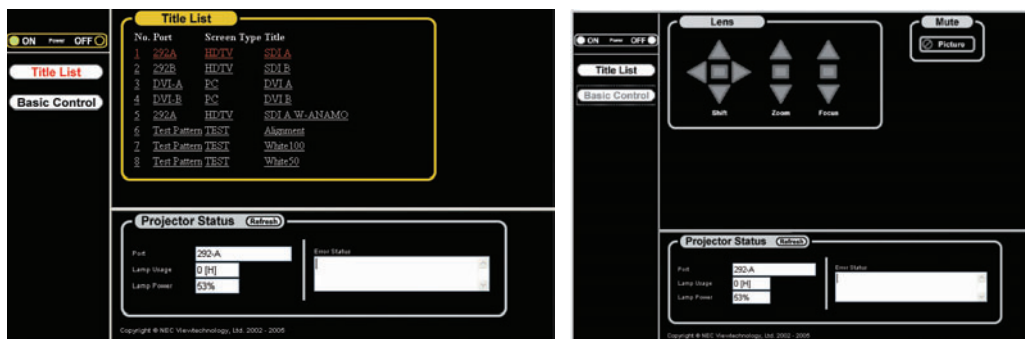 Title List
ON Power OFF
No. Port Screen Type Title
1 292A HDTV SDI A
2 292B HDTV SDI B
3 DVI-A PC DVI A
4 DVI-B PC DVI B
5 292A HDTV SDI A W-ANAMO
6 Test Pattern TEST Alignment
7 Test Pattern TEST White100
8 Test Pattern TEST White50
Title List
Basic Control
Projector Status Refresh
Port 292-A
Lamp Usage 0 [H]
Lamp Power 53%
Error Status
Copyright © NEC Viewtechnology, Ltd. 2002 - 2005
Lens
Mute
ON Power OFF
Picture
Title List
Basic Control
Shift Zoom Focus
Projector Status Refresh
Port 292-A
Lamp Usage 0 [H]
Lamp Power 53%
Error Status
Copyright © NEC Viewtechnology, Ltd. 2002 - 2005